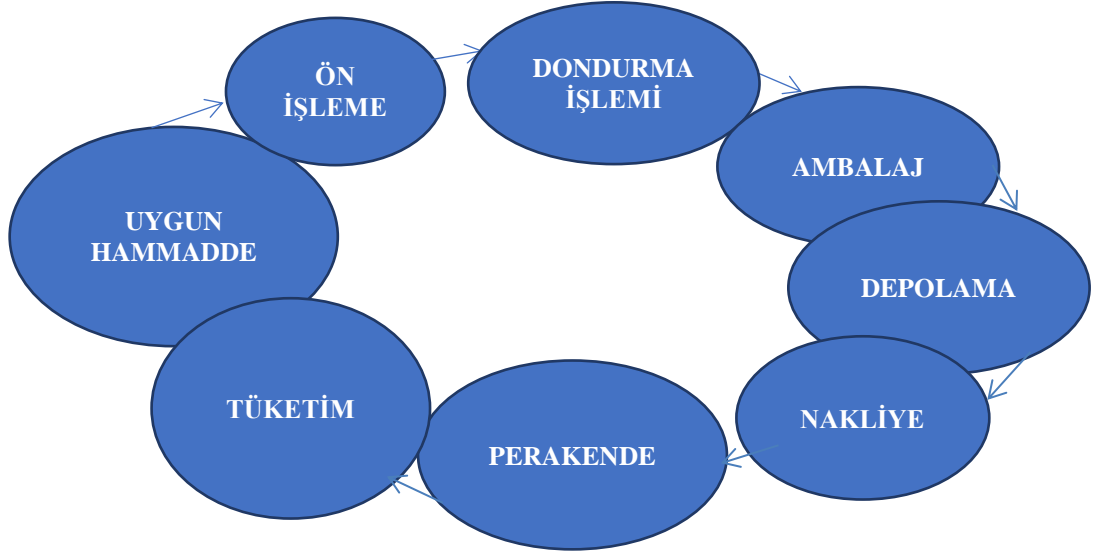 ÖN
İŞLEME
DONDURMA
İŞLEMİ
AMBALAJ
DEPOLAMA
NAKLİYE
PERAKENDE
TÜKETİM
UYGUN
HAMMADDE